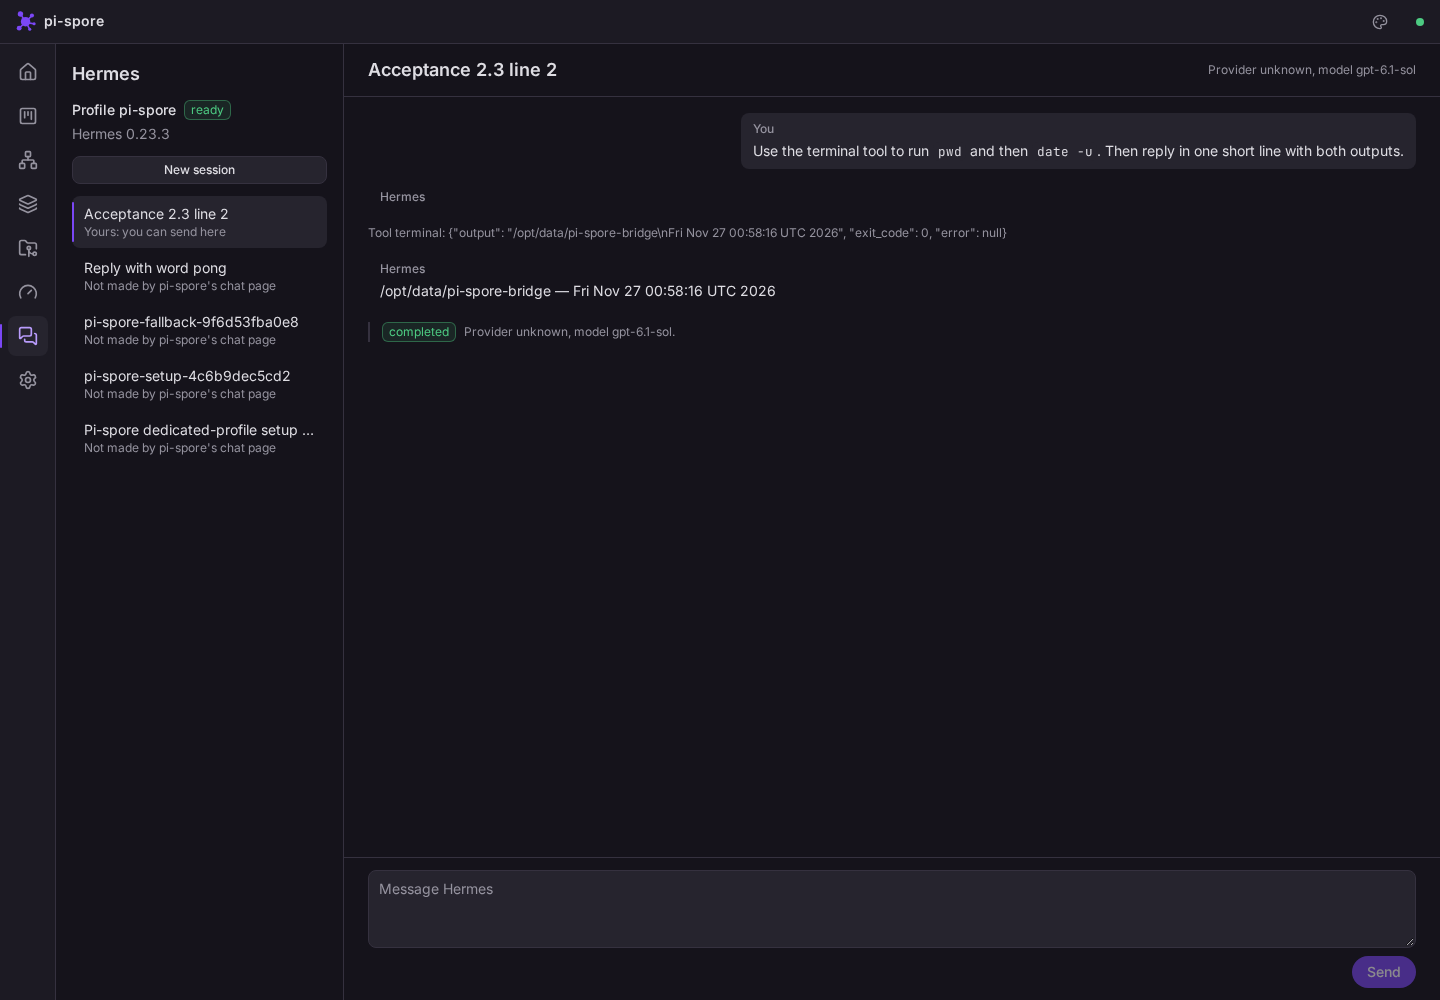 pi-spore
Hermes
Profile pi-spore ready
Hermes 0.23.3
New session
Acceptance 2.3 line 2
Yours: you can send here
Reply with word pong
Not made by pi-spore's chat page
pi-spore-fallback-9f6d53fba0e8
Not made by pi-spore's chat page
pi-spore-setup-4c6b9dec5cd2
Not made by pi-spore's chat page
Pi-spore dedicated-profile setup ...
Not made by pi-spore's chat page
Acceptance 2.3 line 2
Provider unknown, model gpt-6.1-sol
You
Use the terminal tool to run pwd and then date -u. Then reply in one short line with both outputs.
Hermes
Tool terminal: {"output": "/opt/data/pi-spore-bridge\nFri Nov 27 00:58:16 UTC 2026", "exit_code": 0, "error": null}
Hermes
/opt/data/pi-spore-bridge — Fri Nov 27 00:58:16 UTC 2026
completed Provider unknown, model gpt-6.1-sol.
Message Hermes
Send